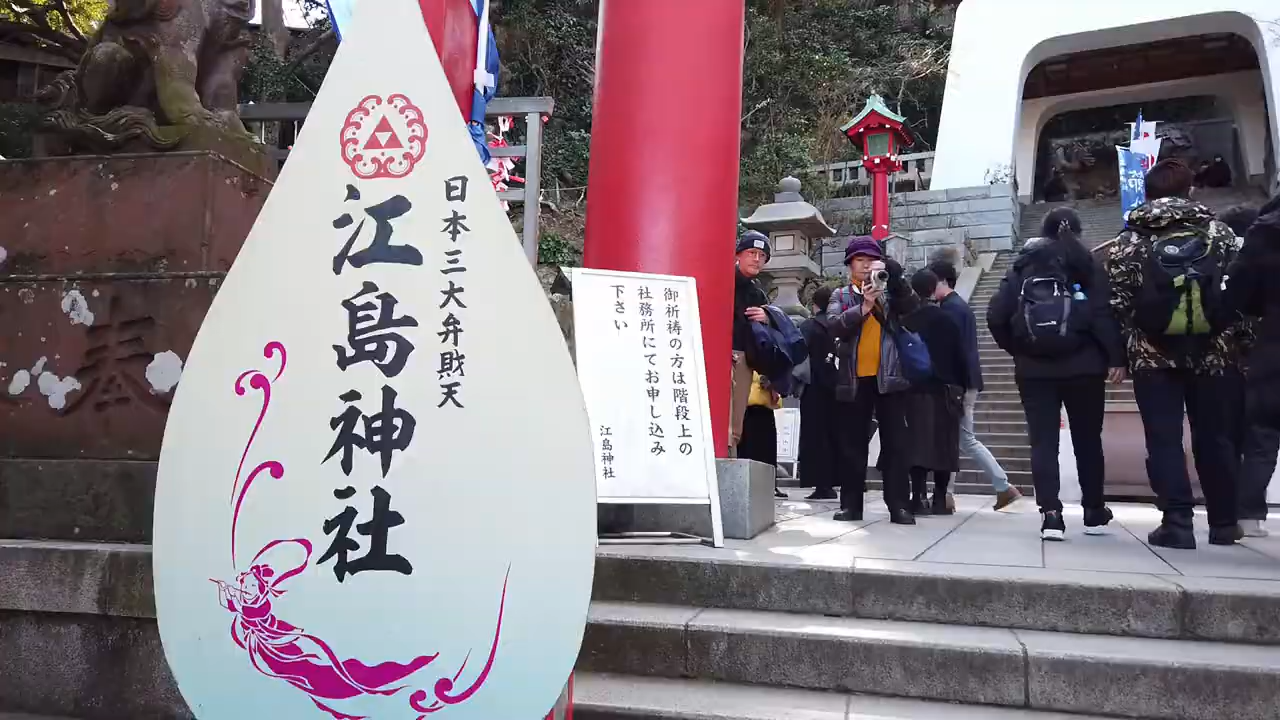 日本三大弁財天
江島神社
御祈祷の方は階段上の
社務所にてお申し込み
下さい
江島神社
奉